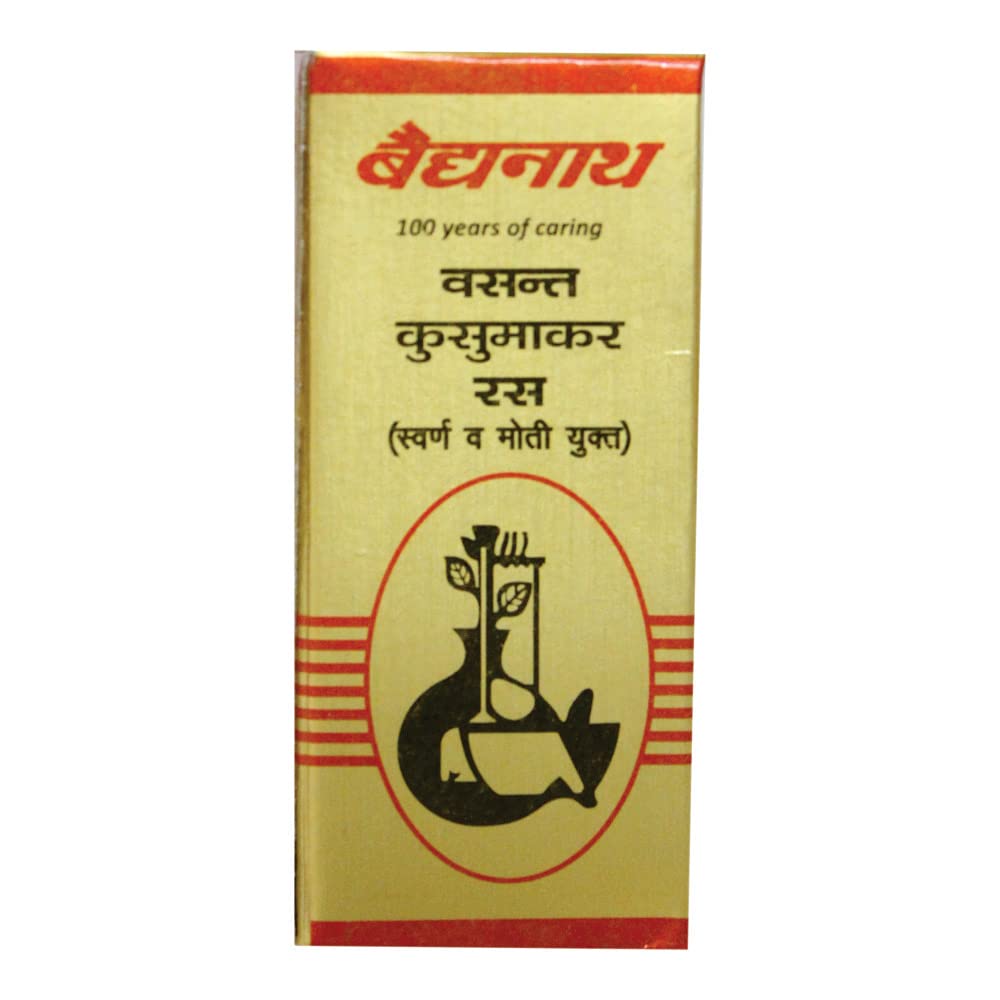 बैद्यनाथ
100 years of caring
वसन्त
कुसुमाकर
रस
(स्वर्ण व मोती युक्त)